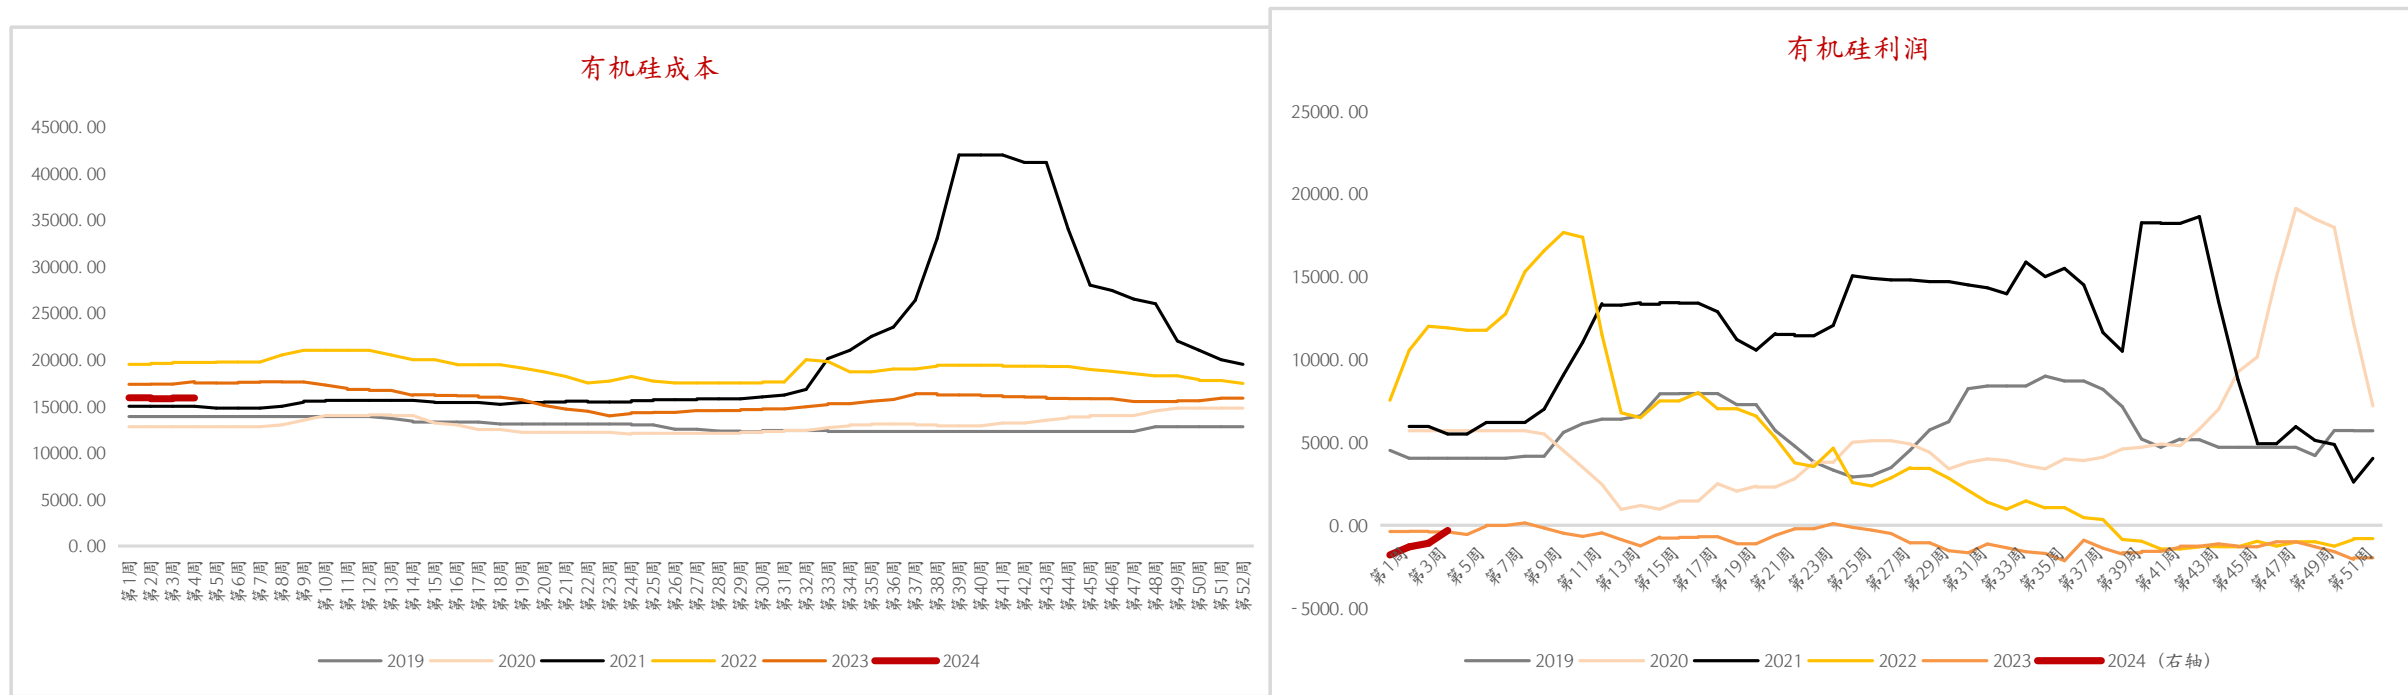 有机硅成本
45000.00
40000.00
35000.00
30000.00
25000.00
20000.00
15000.00
10000.00
5000.00
0.00
第1周
第2周
第3周
第4周
第5周
第6周
第7周
第8周
第9周
第10周
第11周
第12周
第13周
第14周
第15周
第16周
第17周
第18周
第19周
第20周
第21周
第22周
第23周
第24周
第25周
第26周
第27周
第28周
第29周
第30周
第31周
第32周
第33周
第34周
第35周
第36周
第37周
第38周
第39周
第40周
第41周
第42周
第43周
第44周
第45周
第46周
第47周
第48周
第49周
第50周
第51周
第52周
2019 2020 2021 2022 2023 2024
有机硅利润
25000.00
20000.00
15000.00
10000.00
5000.00
0.00
-5000.00
第1周
第3周
第5周
第7周
第9周
第11周
第13周
第15周
第17周
第19周
第21周
第23周
第25周
第27周
第29周
第31周
第33周
第35周
第37周
第39周
第41周
第43周
第45周
第47周
第49周
第51周
2019 2020 2021 2022 2023 2024（右轴）